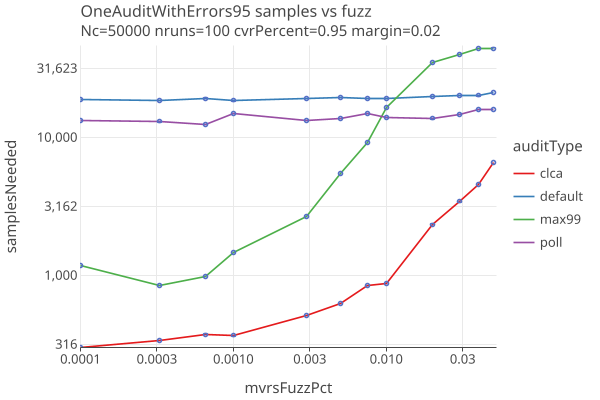 OneAuditWithErrors95 samples vs fuzz
Nc=50000 nruns=100 cvrPercent=0.95 margin=0.02
31,623
10,000
3,162
1,000
316
samplesNeeded
0.0001
0.0003
0.0010
0.003
0.010
0.03
mvrsFuzzPct
auditType
clca
default
max99
poll